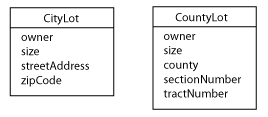 CityLot
owner
size
streetAddress
zipCode
CountyLot
owner
size
county
sectionNumber
tractNumber